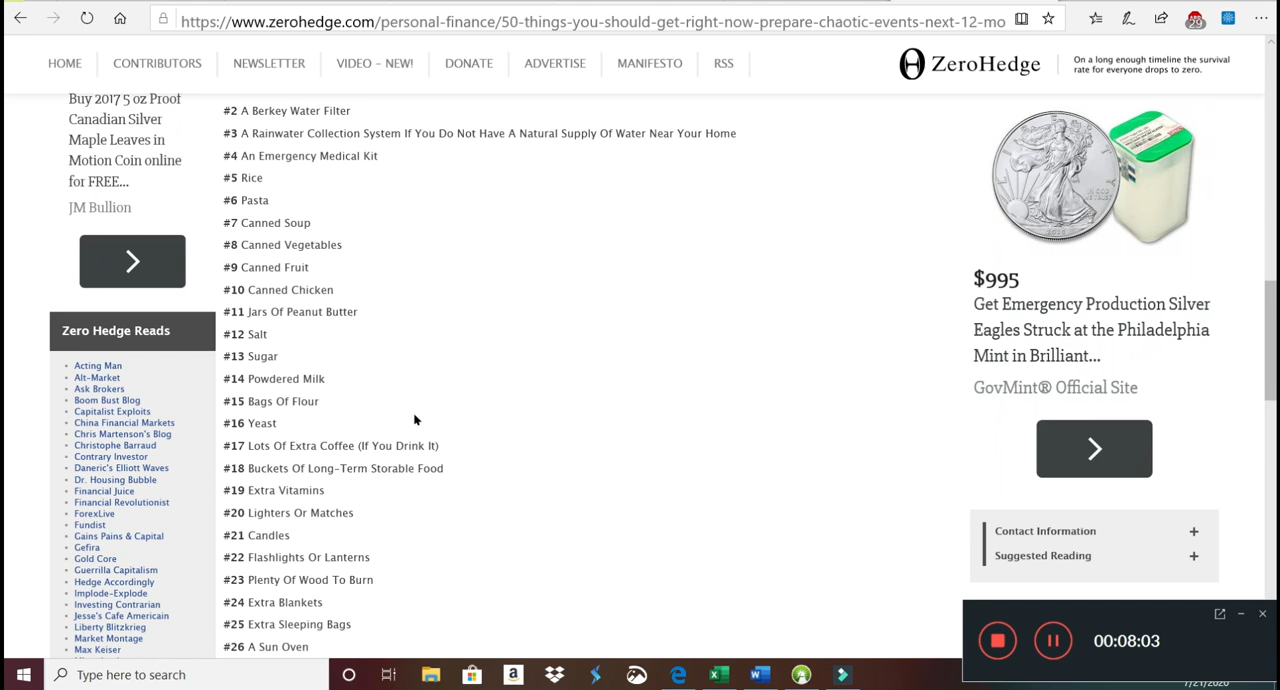 https://www.zerohedge.com/personal-finance/50-things-you-should-get-right-now-prepare-chaotic-events-next-12-mo
29
HOME
CONTRIBUTORS
NEWSLETTER
VIDEO – NEW!
DONATE
ADVERTISE
MANIFESTO
RSS
ZeroHedge
On a long enough timeline the survival
rate for everyone drops to zero.
Buy 2017 5 oz Proof
Canadian Silver
Maple Leaves in
Motion Coin online
for FREE...
JM Bullion
Zero Hedge Reads
Acting Man
Alt-Market
Ask Brokers
Boom Bust Blog
Capitalist Exploits
China Financial Markets
Chris Martenson's Blog
Christophe Barraud
Contrary Investor
Daneric's Elliott Waves
Dr. Housing Bubble
Financial Juice
Financial Revolutionist
ForexLive
Fundist
Gains Pains & Capital
Gefira
Gold Core
Guerrilla Capitalism
Hedge Accordingly
Implode-Explode
Investing Contrarian
Jesse's Cafe Americain
Liberty Blitzkrieg
Market Montage
Max Keiser
#2 A Berkey Water Filter
#3 A Rainwater Collection System If You Do Not Have A Natural Supply Of Water Near Your Home
#4 An Emergency Medical Kit
#5 Rice
#6 Pasta
#7 Canned Soup
#8 Canned Vegetables
#9 Canned Fruit
#10 Canned Chicken
#11 Jars Of Peanut Butter
#12 Salt
#13 Sugar
#14 Powdered Milk
#15 Bags Of Flour
#16 Yeast
#17 Lots Of Extra Coffee (If You Drink It)
#18 Buckets Of Long-Term Storable Food
#19 Extra Vitamins
#20 Lighters Or Matches
#21 Candles
#22 Flashlights Or Lanterns
#23 Plenty Of Wood To Burn
#24 Extra Blankets
#25 Extra Sleeping Bags
#26 A Sun Oven
$995
Get Emergency Production Silver
Eagles Struck at the Philadelphia
Mint in Brilliant...
GovMint® Official Site
Contact Information
Suggested Reading
00:08:03
Type here to search
7/21/2020